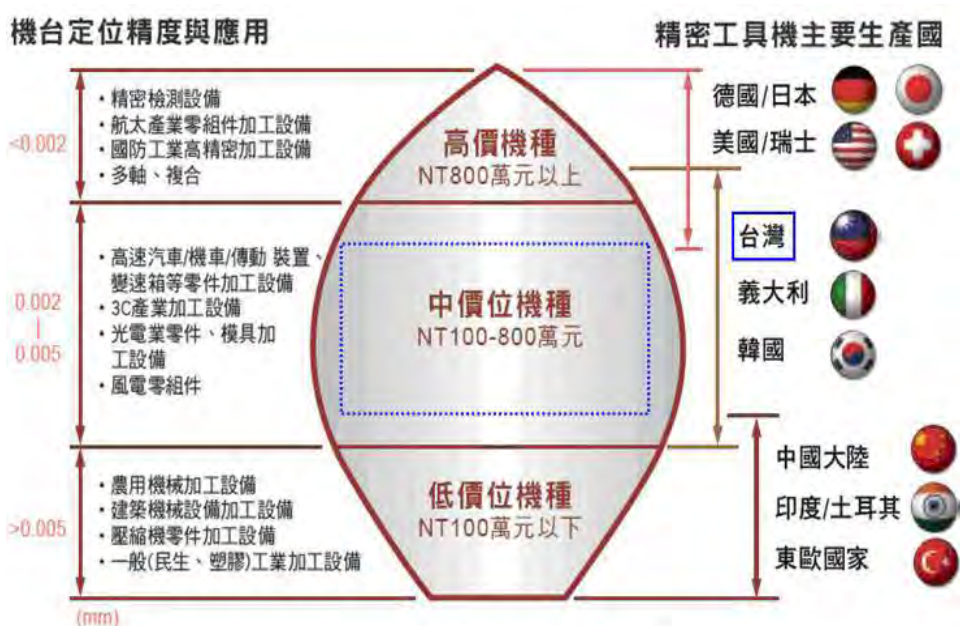 機台定位精度與應用
精密工具機主要生產國
<0.002
・精密檢測設備
・航太產業零組件加工設備
・國防工業高精密加工設備
・多軸、複合
高價機種
NT800萬元以上
德國/日本
美國/瑞士
0.002
|
0.005
・高速汽車/機車/傳動 裝置、
變速箱等零件加工設備
・3C產業加工設備
・光電業零件、模具加
工設備
・風電零組件
中價位機種
NT100-800萬元
台灣
義大利
韓國
>0.005
・農用機械加工設備
・建築機械設備加工設備
・壓縮機零件加工設備
・一般(民生、塑膠)工業加工設備
低價位機種
NT100萬元以下
中國大陸
印度/土耳其
東歐國家
(mm)